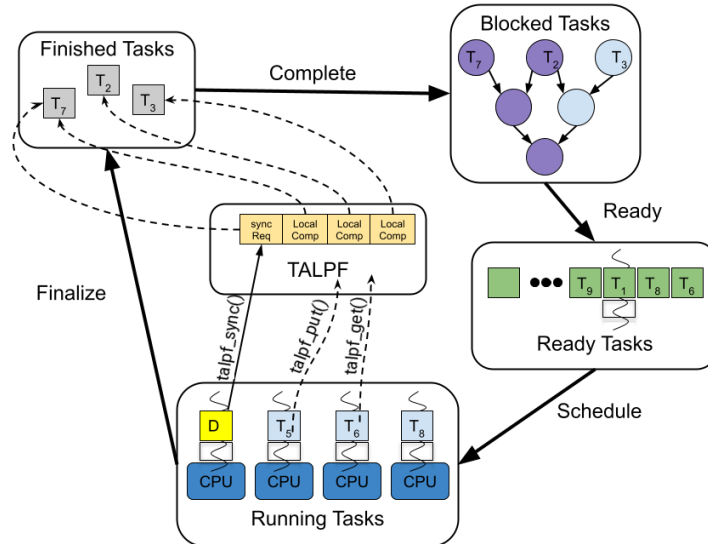 Finished Tasks
T7
T2
T3
Complete
Blocked Tasks
T7
T2
T3
Ready
sync Req
Local Comp
Local Comp
Local Comp
TALPF
T9
T1
T8
T6
Ready Tasks
Finalize
talpf_sync()
talpf_put()
talpf_get()
Schedule
D
T5
T6
T8
CPU
CPU
CPU
CPU
Running Tasks